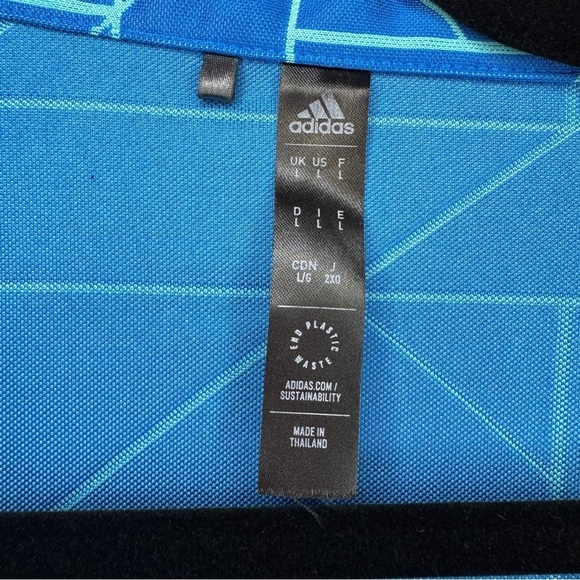 adidas
UK US F
L L L
D I E
L L L
CDN J
L/G 2XO
END PLASTIC WASTE
ADIDAS.COM/
SUSTAINABILITY
MADE IN
THAILAND